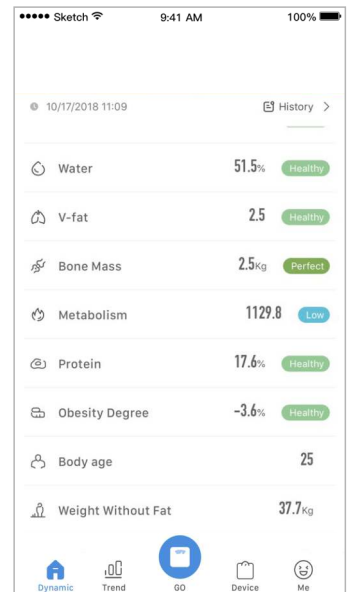 Sketch 9:41 AM 100%
10/17/2018 11:09 History >
Water 51.5% Healthy
V-fat 2.5 Healthy
Bone Mass 2.5Kg Perfect
Metabolism 1129.8 Low
Protein 17.6% Healthy
Obesity Degree -3.6% Healthy
Body age 25
Weight Without Fat 37.7Kg
Dynamic Trend GO Device Me